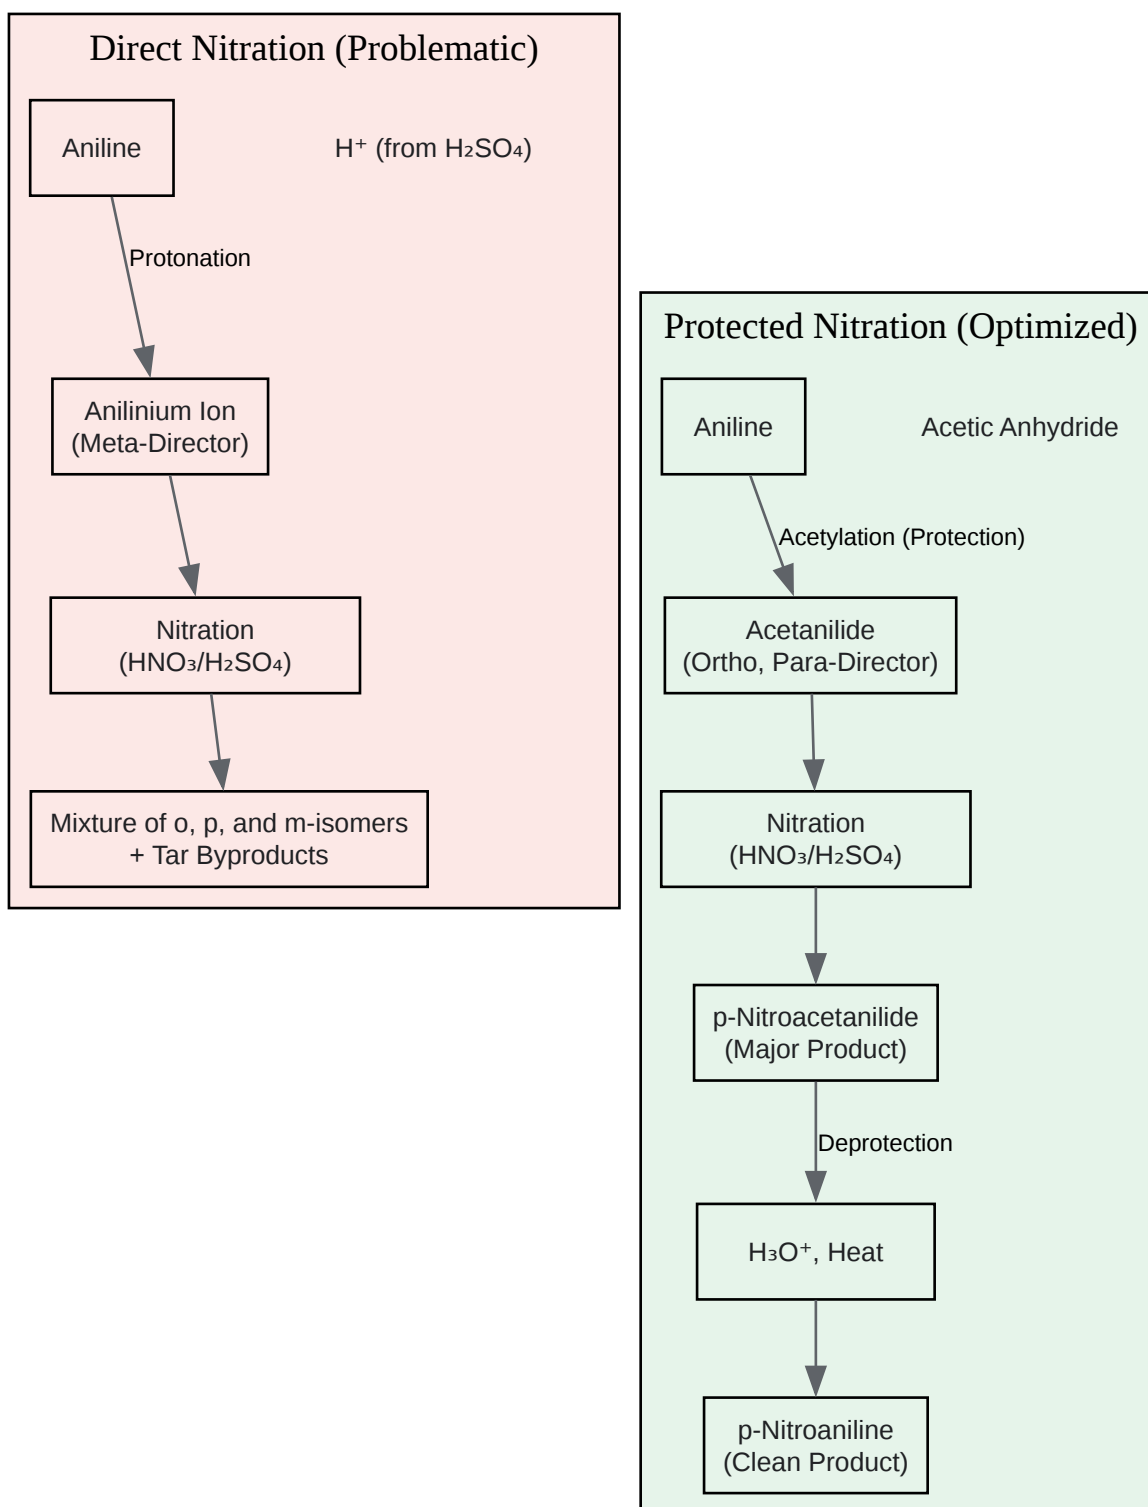 Direct Nitration (Problematic)
Aniline
H⁺ (from H₂SO₄)
Protonation
Anilinium Ion
(Meta-Director)
Nitration
(HNO₃/H₂SO₄)
Mixture of o, p, and m-isomers
+ Tar Byproducts
Protected Nitration (Optimized)
Aniline
Acetic Anhydride
Acetylation (Protection)
Acetanilide
(Ortho, Para-Director)
Nitration
(HNO₃/H₂SO₄)
p-Nitroacetanilide
(Major Product)
Deprotection
H₃O⁺, Heat
p-Nitroaniline
(Clean Product)